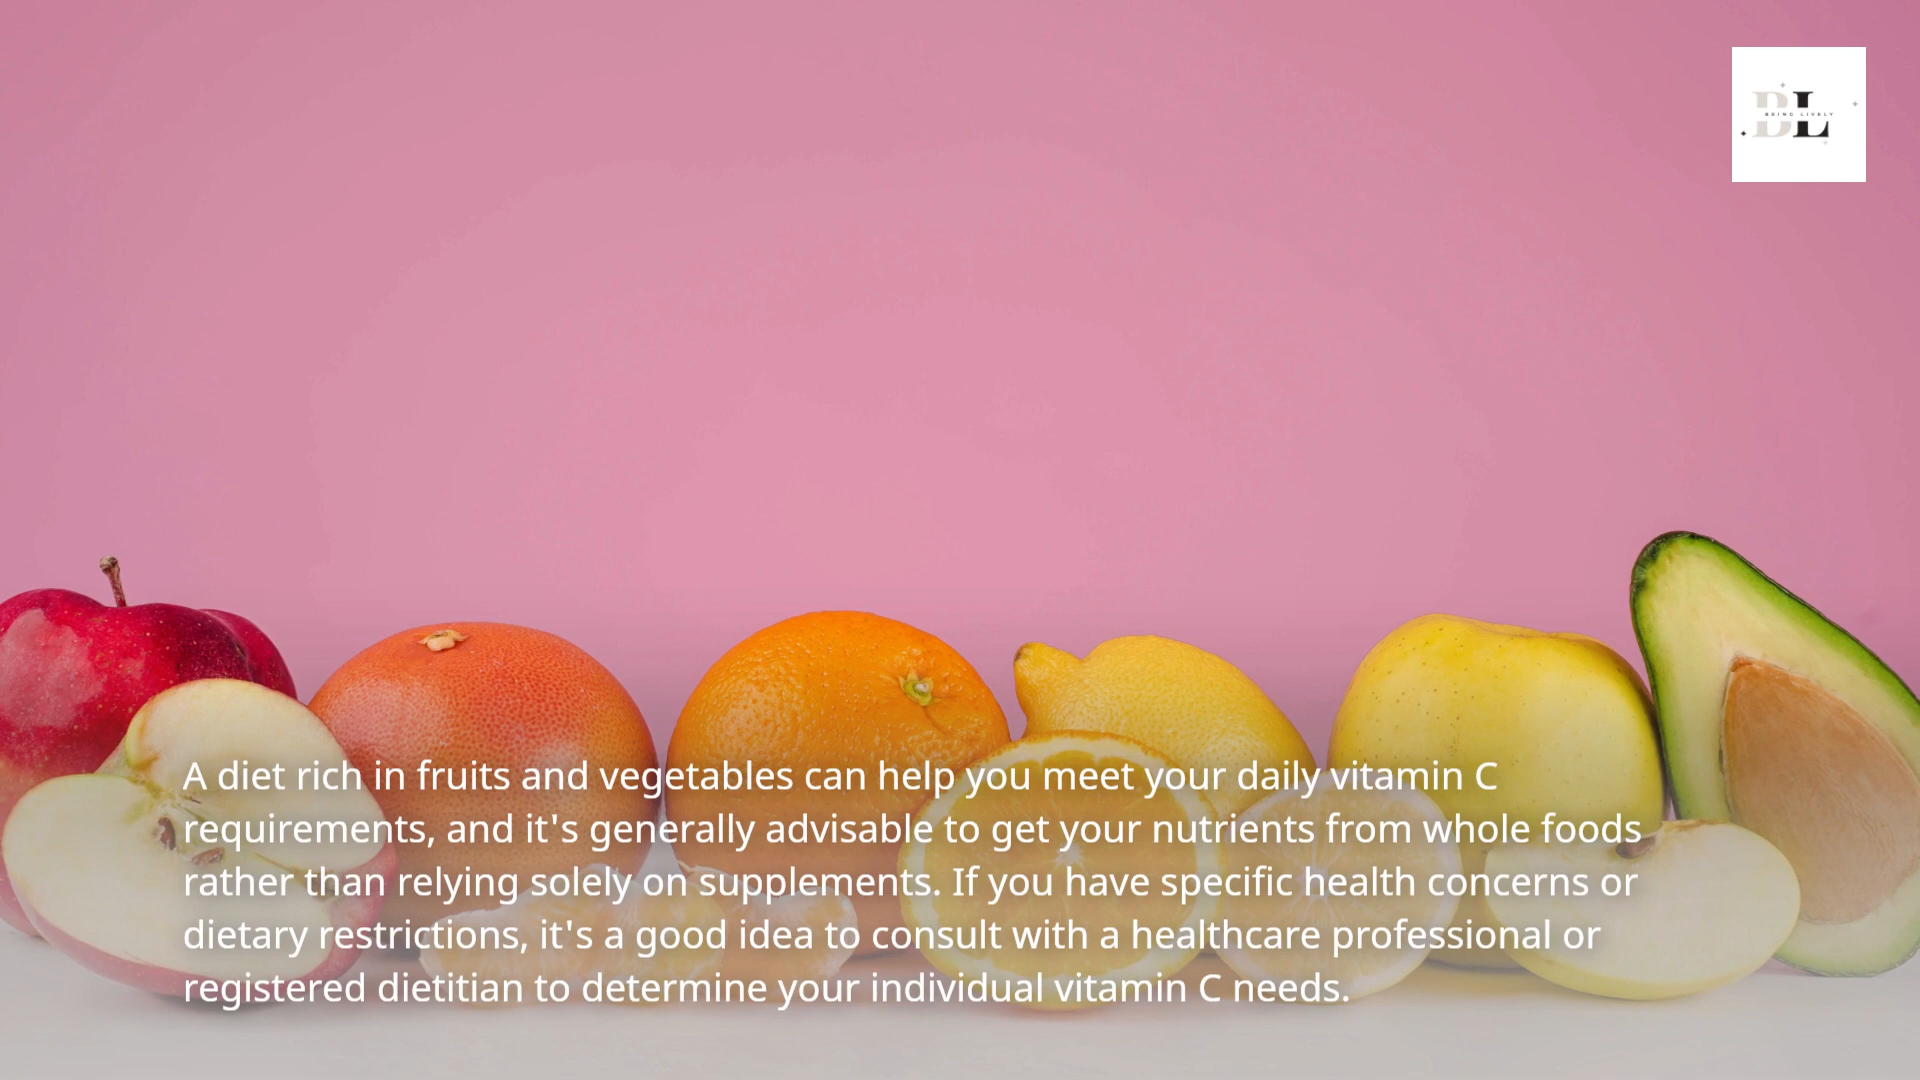 BL
BEING LIVELY
A diet rich in fruits and vegetables can help you meet your daily vitamin C
requirements, and it's generally advisable to get your nutrients from whole foods
rather than relying solely on supplements. If you have specific health concerns or
dietary restrictions, it's a good idea to consult with a healthcare professional or
registered dietitian to determine your individual vitamin C needs.